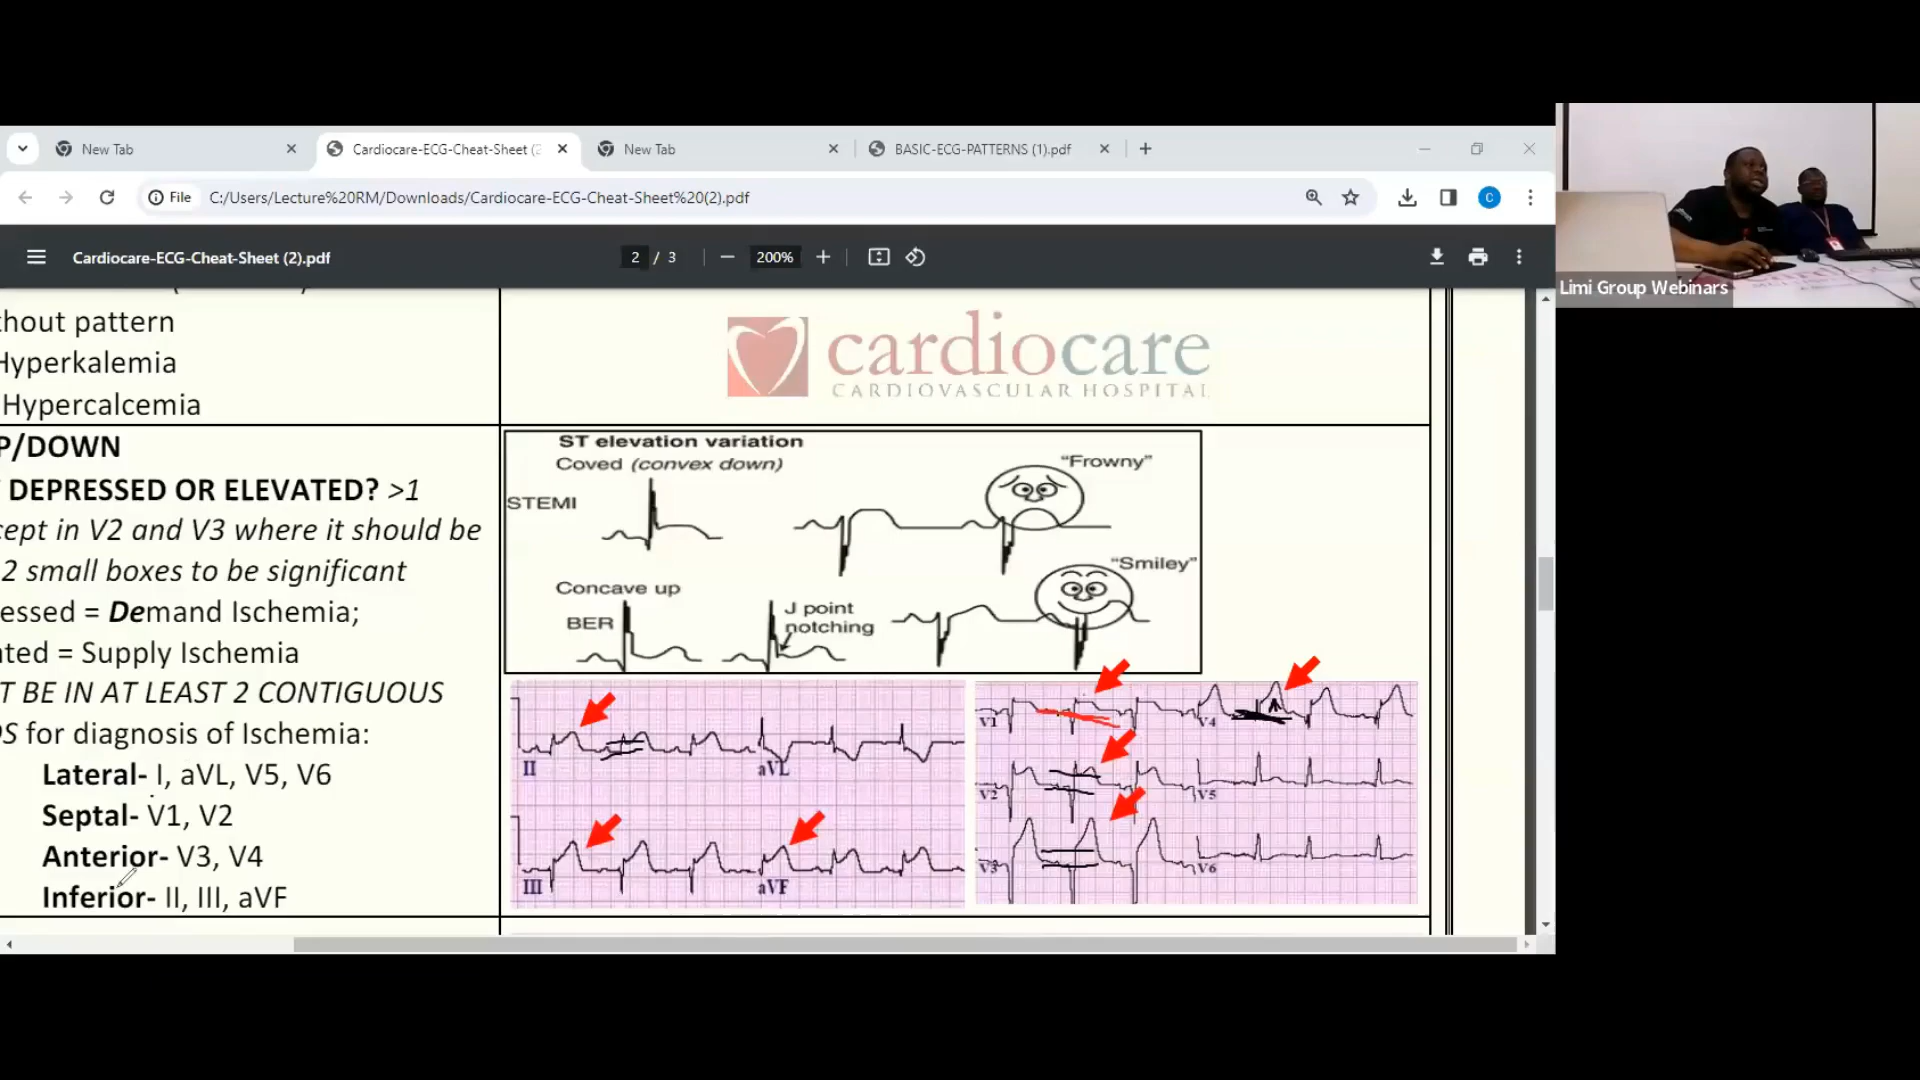 New Tab
Cardiocare-ECG-Cheat-Sheet (2
New Tab
BASIC-ECG-PATTERNS (1).pdf
File
C:/Users/Lecture%20RM/Downloads/Cardiocare-ECG-Cheat-Sheet%20(2).pdf
C
Cardiocare-ECG-Cheat-Sheet (2).pdf
2 / 3
200%
Limi Group Webinars
hout pattern
Hyperkalemia
Hypercalcemia
P/DOWN
DEPRESSED OR ELEVATED? >1
cept in V2 and V3 where it should be
2 small boxes to be significant
essed = Demand Ischemia;
ated = Supply Ischemia
T BE IN AT LEAST 2 CONTIGUOUS
DS for diagnosis of Ischemia:
Lateral- I, aVL, V5, V6
Septal- V1, V2
Anterior- V3, V4
Inferior- II, III, aVF
cardiocare
CARDIOVASCULAR HOSPITAL
ST elevation variation
Coved (convex down)
"Frowny"
STEMI
"Smiley"
Concave up
BER
J point
notching
II
aVL
III
aVF
V1
V4
V2
V5
V3
V6